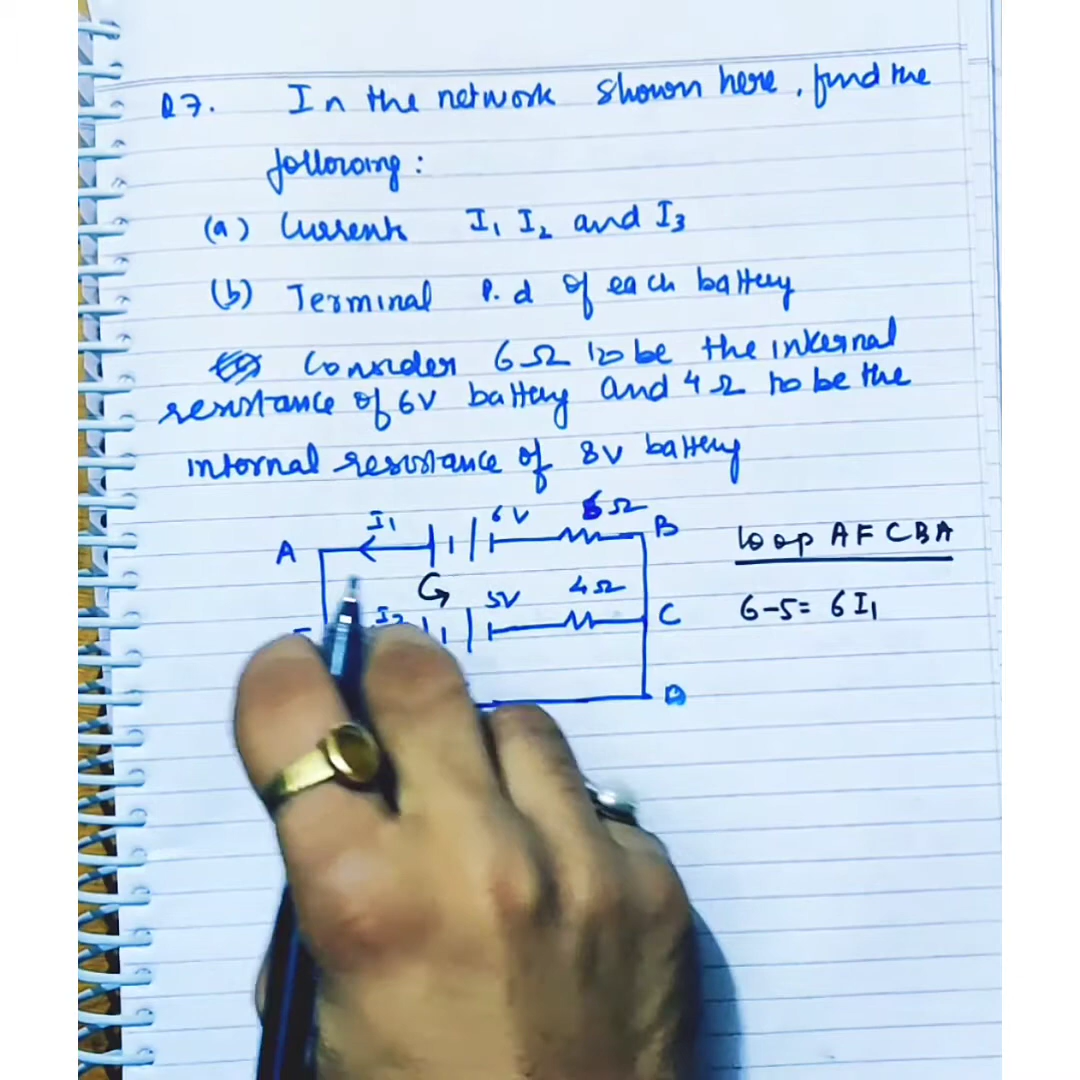 Q7. In the network shown here, find the
following:
(a) Current I₁ I₂ and I₃
(b) Terminal P.d of each battery
Consider 6Ω to be the internal
resistance of 6V battery and 4Ω to be the
internal resistance of 8V battery
I₁ 6V 6Ω
A B
loop AFCBA
I₂ 5V 4Ω
C
6-5= 6I₁
D